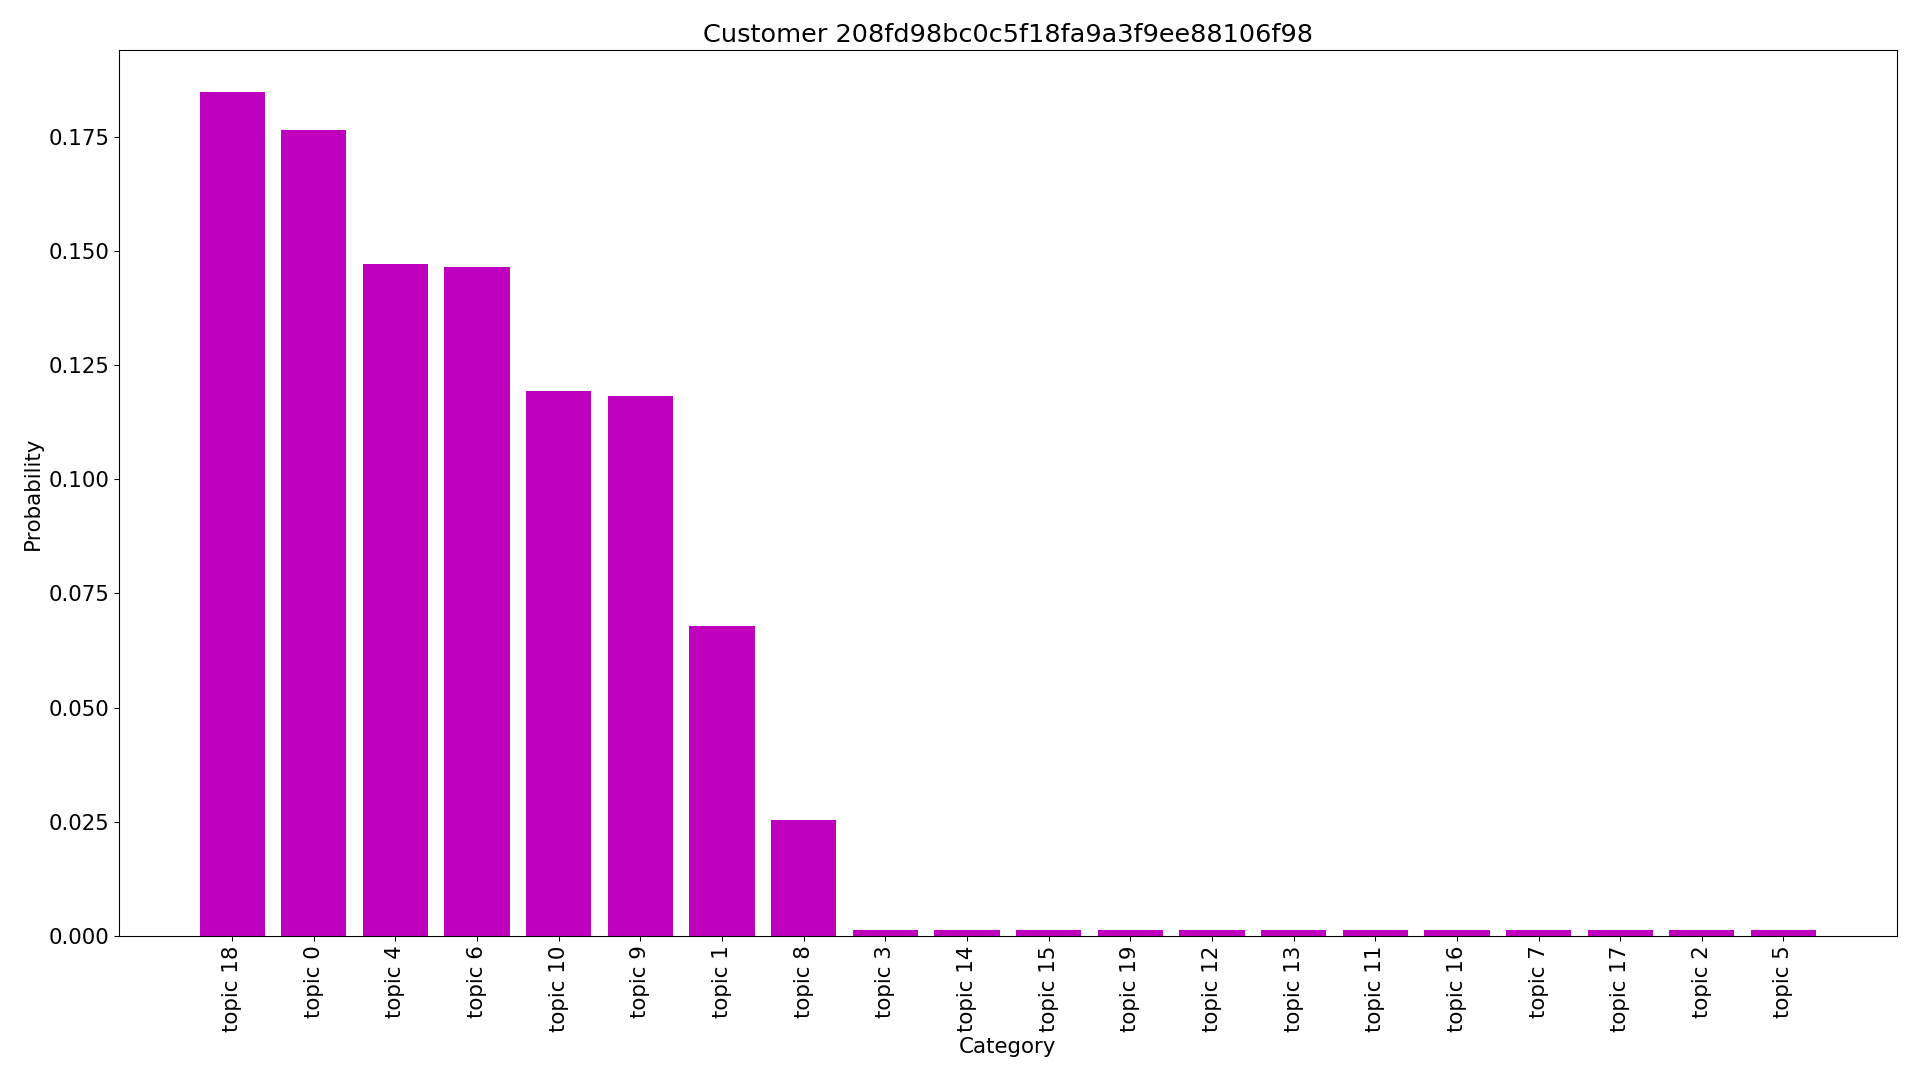 Customer 208fd98bc0c5f18fa9a3f9ee88106f98
Probability
0.175
0.150
0.125
0.100
0.075
0.050
0.025
0.000
topic 18
topic 0
topic 4
topic 6
topic 10
topic 9
topic 1
topic 8
topic 3
topic 14
topic 15
topic 19
topic 12
topic 13
topic 11
topic 16
topic 7
topic 17
topic 2
topic 5
Category